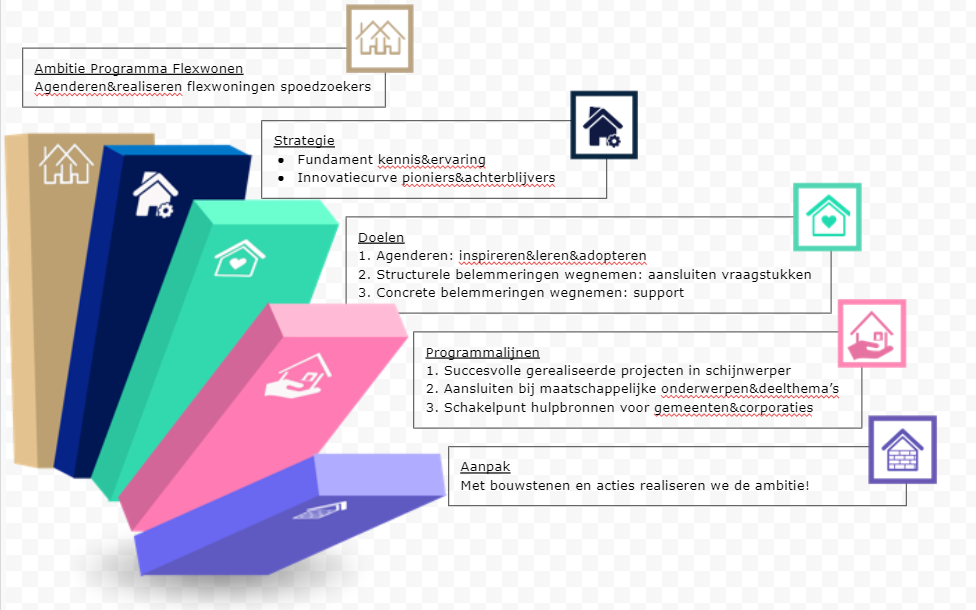 Ambitie Programma Flexwonen
Agenderen&realiseren flexwoningen spoedzoekers
Strategie
• Fundament kennis&ervaring
• Innovatiecurve pioniers&achterblijvers
Doelen
1. Agenderen: inspireren&leren&adopteren
2. Structurele belemmeringen wegnemen: aansluiten vraagstukken
3. Concrete belemmeringen wegnemen: support
Programmalijnen
1. Succesvolle gerealiseerde projecten in schijnwerper
2. Aansluiten bij maatschappelijke onderwerpen&deelthema’s
3. Schakelpunt hulpbronnen voor gemeenten&corporaties
Aanpak
Met bouwstenen en acties realiseren we de ambitie!